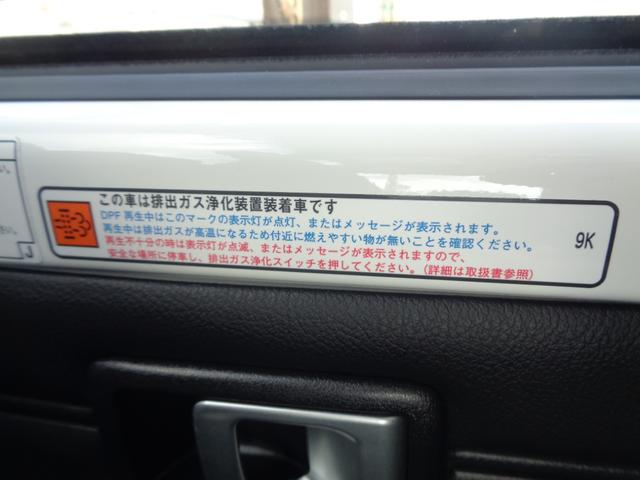 この車は排出ガス浄化装置装着車です
DPF 再生中はこのマークの表示灯が点灯、またはメッセージが表示されます。
再生中は排出ガスが高温になるため付近に燃えやすい物が無いことを確認ください。
再生不十分の時は表示灯が点滅、またはメッセージが表示されますので、
安全な場所に停車し、排出ガス浄化スイッチを押してください。(詳細は取扱書参照)
9K